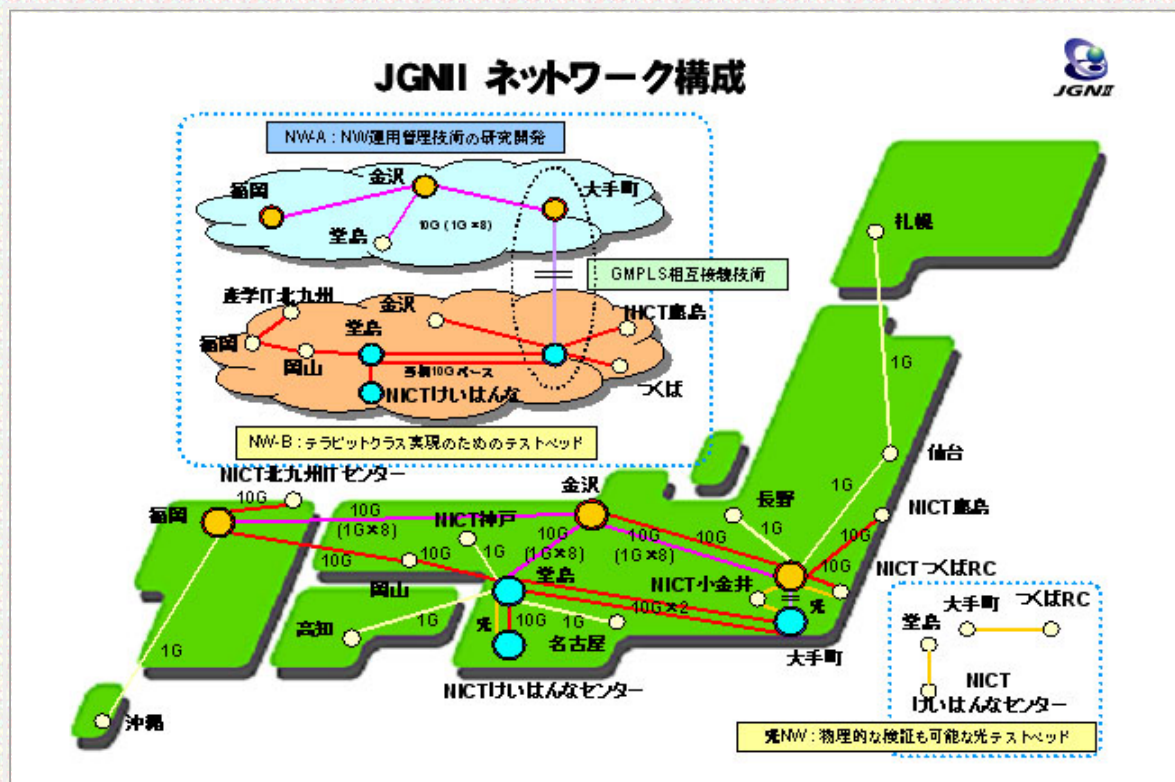 JGNII ネットワーク構成
JGNII
NW-A：NW運用管理技術の研究開発
福岡
金沢
大手町
堂島
10G (1G×8)
GMPLS相互接続技術
産学IT北九州
金沢
NICT鹿島
堂島
福岡
岡山
各線10Gベース
つくば
NICTけいはんな
NW-B：テラビットクラス実現のためのテストベッド
札幌
1G
仙台
1G
NICT北九州ITセンター
10G
福岡
10G
(1G×8)
NICT神戸
金沢
長野
1G
NICT鹿島
10G
10G
(1G×8)
10G
(1G×8)
10G
10G
1G
堂島
岡山
NICT小金井
10G
NICTつくばRC
光
10G×2
高知
1G
光
10G
1G
名古屋
大手町
NICTけいはんなセンター
1G
沖縄
大手町
つくばRC
堂島
NICT
けいはんなセンター
光NW：物理的な検証も可能な光テストベッド